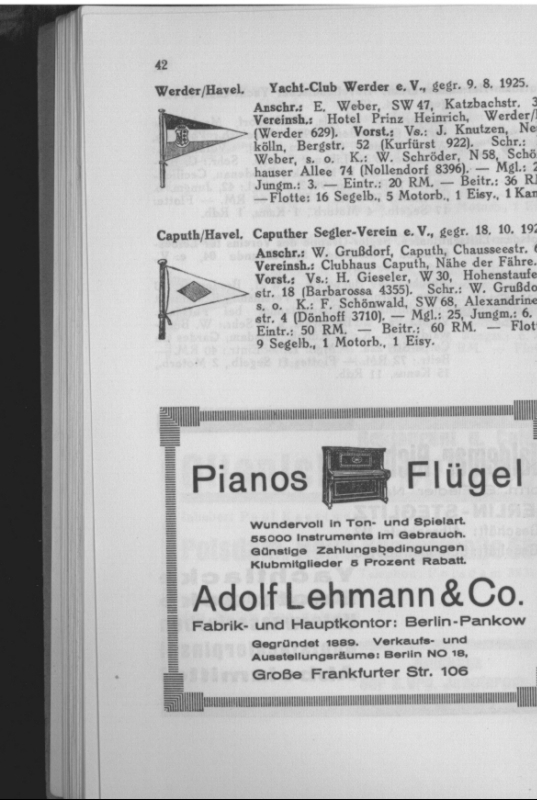 42
Werder/Havel. Yacht-Club Werder e. V., gegr. 9. 8. 1925.
Anschr.: E. Weber, SW 47, Katzbachstr. 3
Vereinsh.: Hotel Prinz Heinrich, Werder/
(Werder 629). Vorst.: Vs.: J. Knutzen, Ne
kölln, Bergstr. 52 (Kurfürst 922). Schr.:
Weber, s. o. K.: W. Schröder, N 58, Schö
hauser Allee 74 (Nollendorf 8396). — Mgl.: 2
Jungm.: 3. — Eintr.: 20 RM. — Beitr.: 36 R
— Flotte: 16 Segelb., 5 Motorb., 1 Eisy., 1 Kan
Caputh/Havel. Caputher Segler-Verein e. V., gegr. 18. 10. 192
Anschr.: W. Grußdorf, Caputh, Chausseestr. 6
Vereinsh.: Clubhaus Caputh, Nähe der Fähre.
Vorst.: Vs.: H. Gieseler, W 30, Hohenstaufe
str. 18 (Barbarossa 4355). Schr.: W. Grußdo
s. o. K.: F. Schönwald, SW 68, Alexandrine
str. 4 (Dönhoff 3710). — Mgl.: 25, Jungm.: 6.
Eintr.: 50 RM. — Beitr.: 60 RM. — Flot
9 Segelb., 1 Motorb., 1 Eisy.
Pianos Flügel
Wundervoll in Ton- und Spielart.
55000 Instrumente im Gebrauch.
Günstige Zahlungsbedingungen
Klubmitglieder 5 Prozent Rabatt.
Adolf Lehmann & Co.
Fabrik- und Hauptkontor: Berlin-Pankow
Gegründet 1889. Verkaufs- und
Ausstellungsräume: Berlin NO 18,
Große Frankfurter Str. 106